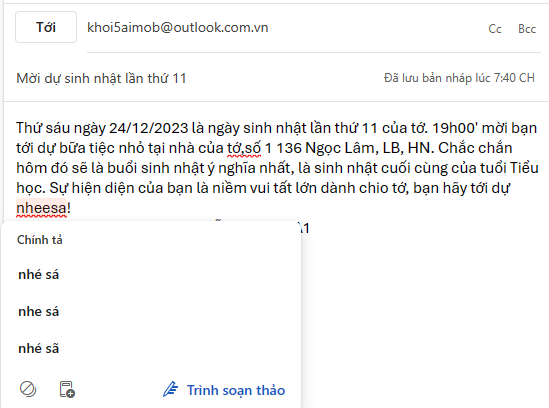 Tới khoi5aimob@outlook.com.vn Cc Bcc
Mời dự sinh nhật lần thứ 11 Đã lưu bản nháp lúc 7:40 CH
Thứ sáu ngày 24/12/2023 là ngày sinh nhật lần thứ 11 của tớ. 19h00' mời bạn
tới dự bữa tiệc nhỏ tại nhà của tớ,số 1 136 Ngọc Lâm, LB, HN. Chắc chắn
hôm đó sẽ là buổi sinh nhật ý nghĩa nhất, là sinh nhật cuối cùng của tuổi Tiểu
học. Sự hiện diện của bạn là niềm vui tất lớn dành chio tớ, bạn hãy tới dự
nheesa!
Chính tả
nhé sá
nhe sá
nhé sã
Trình soạn thảo